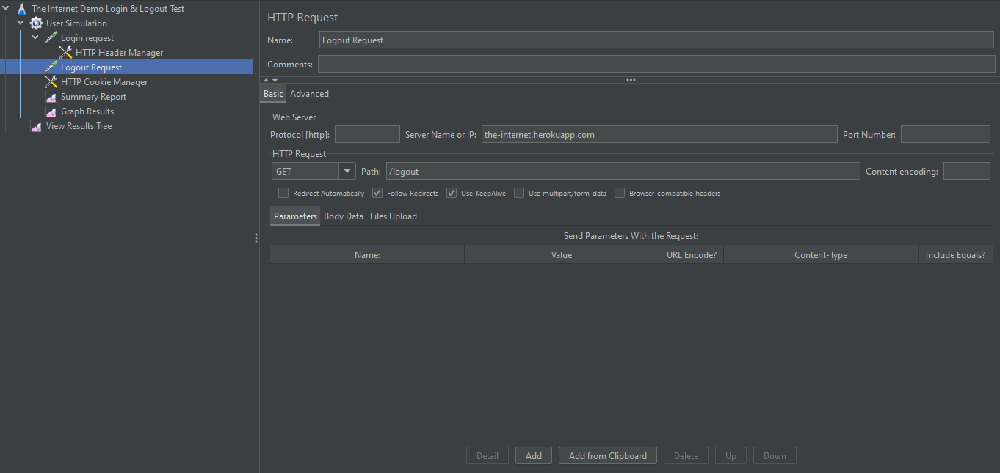 The Internet Demo Login & Logout Test
User Simulation
Login request
HTTP Header Manager
Logout Request
HTTP Cookie Manager
Summary Report
Graph Results
View Results Tree
HTTP Request
Name: Logout Request
Comments:
Basic Advanced
Web Server
Protocol [http]: Server Name or IP: the-internet.herokuapp.com Port Number:
HTTP Request
GET Path: /logout Content encoding:
Redirect Automatically Follow Redirects Use KeepAlive Use multipart/form-data Browser-compatible headers
Parameters Body Data Files Upload
Send Parameters With the Request:
Name: Value URL Encode? Content-Type Include Equals?
Detail Add Add from Clipboard Delete Up Down